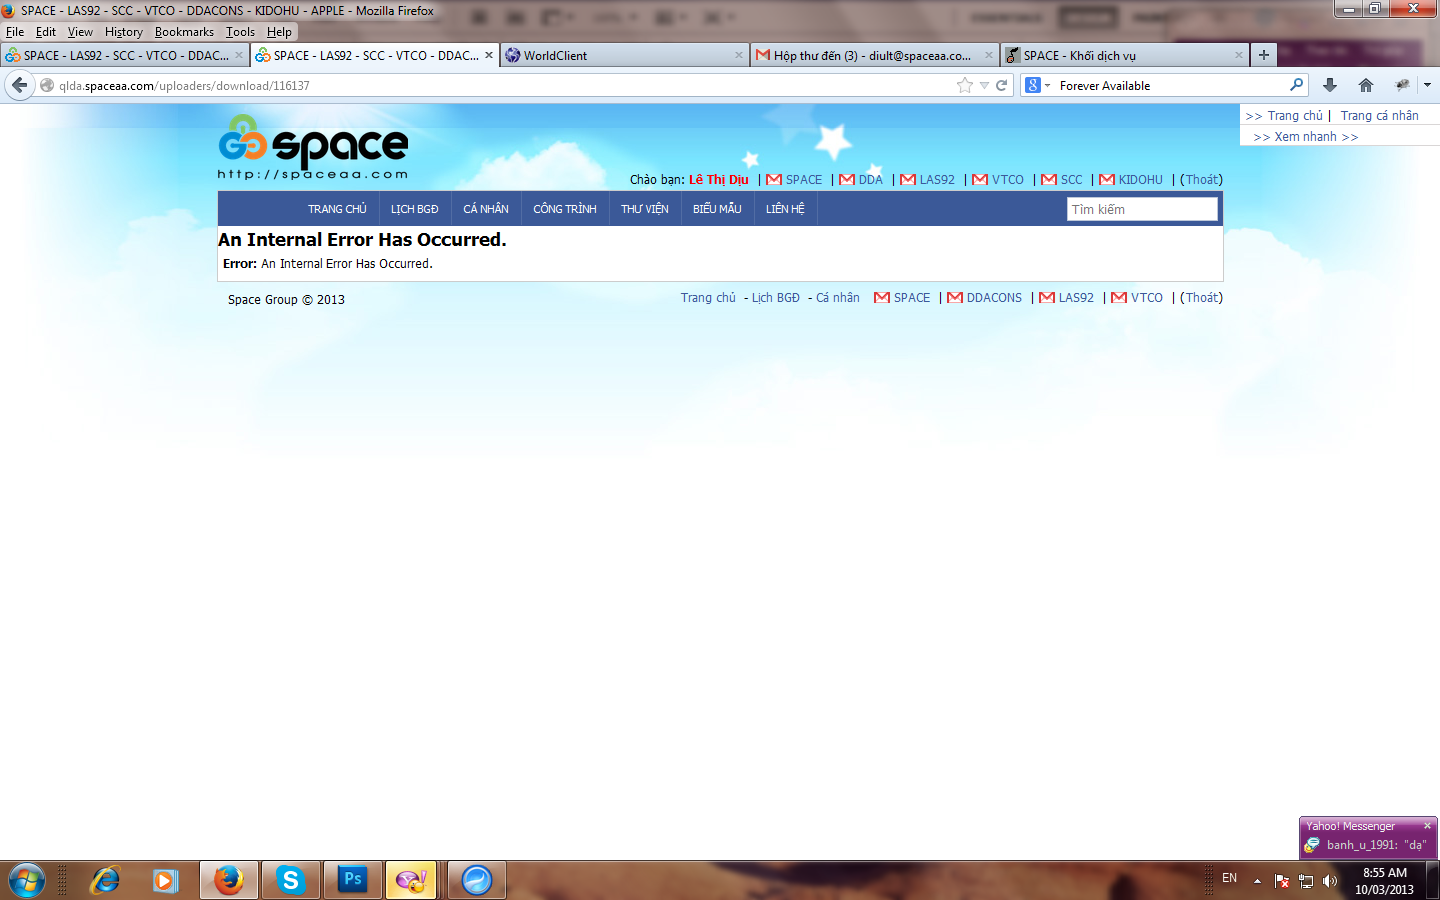 SPACE - LAS92 - SCC - VTCO - DDACONS - KIDOHU - APPLE - Mozilla Firefox
File Edit View History Bookmarks Tools Help
SPACE - LAS92 - SCC - VTCO - DDAC... SPACE - LAS92 - SCC - VTCO - DDAC... WorldClient Hộp thư đến (3) - diult@spaceaa.co... SPACE - Khối dịch vụ
qlda.spaceaa.com/uploaders/download/116137 8 Forever Available
>> Trang chủ | Trang cá nhân
>> Xem nhanh >>
space
http://spaceaa.com
Chào bạn: Lê Thị Dịu | SPACE | DDA | LAS92 | VTCO | SCC | KIDOHU | (Thoát)
TRANG CHỦ LỊCH BGĐ CÁ NHÂN CÔNG TRÌNH THƯ VIỆN BIỂU MẪU LIÊN HỆ Tìm kiếm
An Internal Error Has Occurred.
Error: An Internal Error Has Occurred.
Space Group © 2013 Trang chủ - Lịch BGĐ - Cá nhân SPACE | DDACONS | LAS92 | VTCO | (Thoát)
Yahoo! Messenger
banh_u_1991: "dạ"
S Ps EN 8:55 AM
10/03/2013